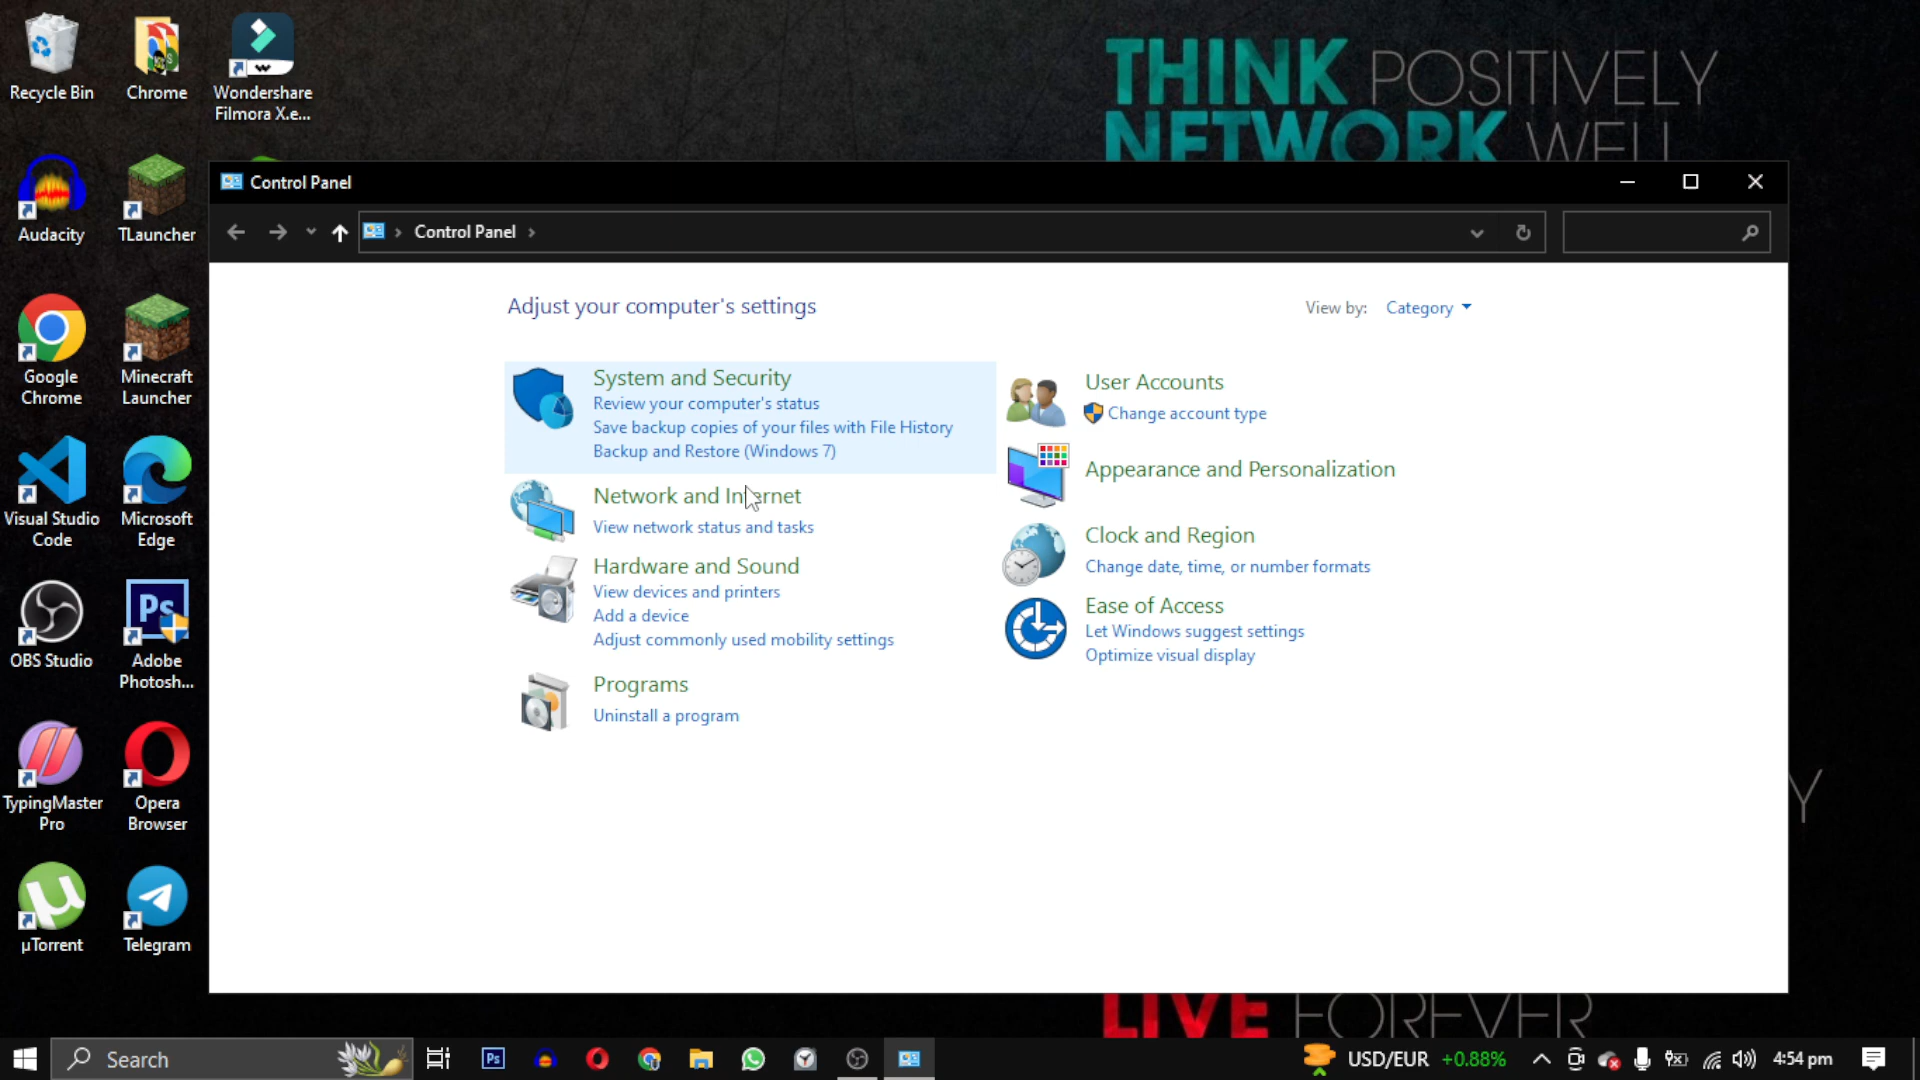 THINK POSITIVELY
NETWORK WELL
Recycle Bin
Chrome
Wondershare
Filmora X.e...
Audacity
TLauncher
Google
Chrome
Minecraft
Launcher
Visual Studio
Code
Microsoft
Edge
OBS Studio
Adobe
Photosh...
TypingMaster
Pro
Opera
Browser
µTorrent
Telegram
Control Panel
Control Panel
Adjust your computer's settings
View by: Category
System and Security
Review your computer's status
Save backup copies of your files with File History
Backup and Restore (Windows 7)
Network and Internet
View network status and tasks
Hardware and Sound
View devices and printers
Add a device
Adjust commonly used mobility settings
Programs
Uninstall a program
User Accounts
Change account type
Appearance and Personalization
Clock and Region
Change date, time, or number formats
Ease of Access
Let Windows suggest settings
Optimize visual display
Y
LIVE FOREVER
Search
Ps
USD/EUR +0.88%
4:54 pm